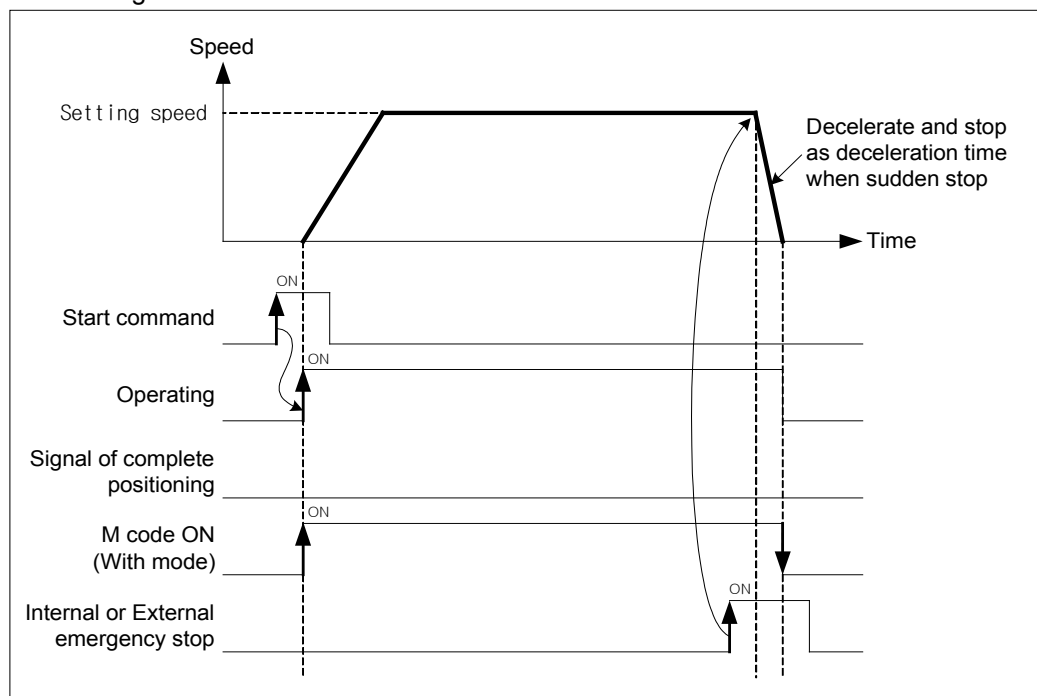 Speed
Setting speed
Decelerate and stop
as deceleration time
when sudden stop
Time
ON
Start command
ON
Operating
Signal of complete
positioning
ON
M code ON
(With mode)
ON
Internal or External
emergency stop